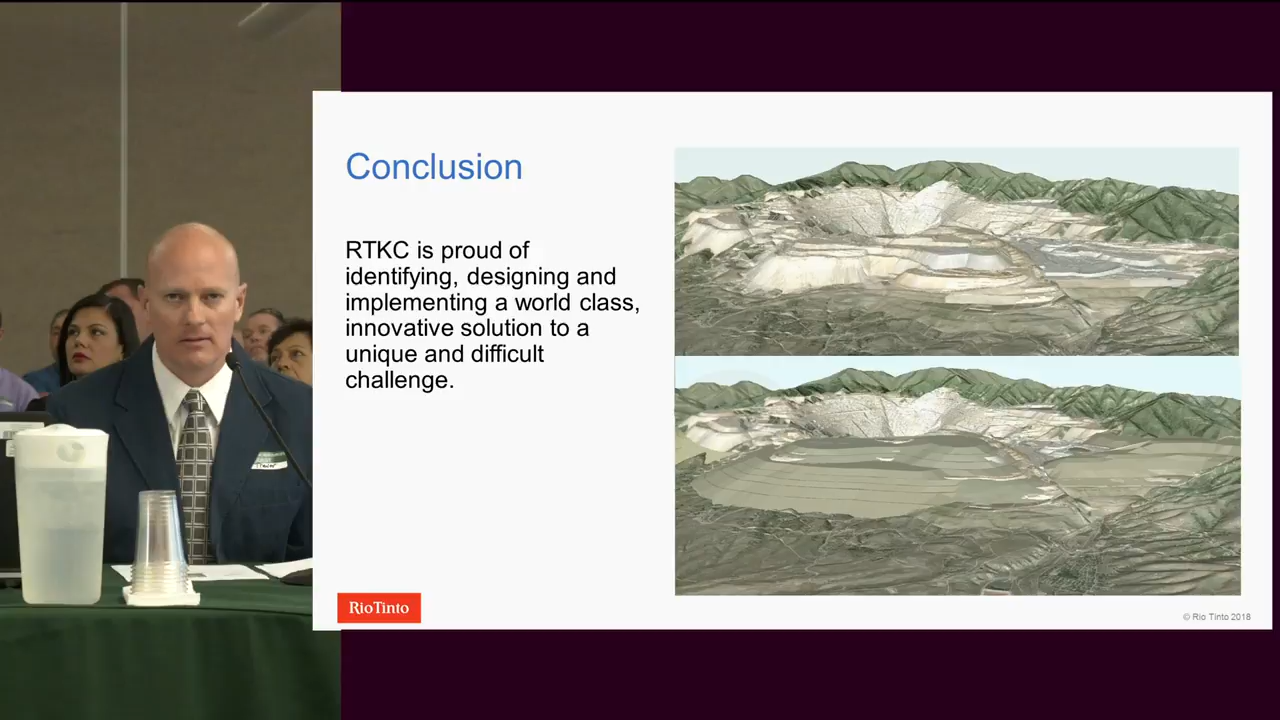 Conclusion
RTKC is proud of
identifying, designing and
implementing a world class,
innovative solution to a
unique and difficult
challenge.
RioTinto
© Rio Tinto 2018